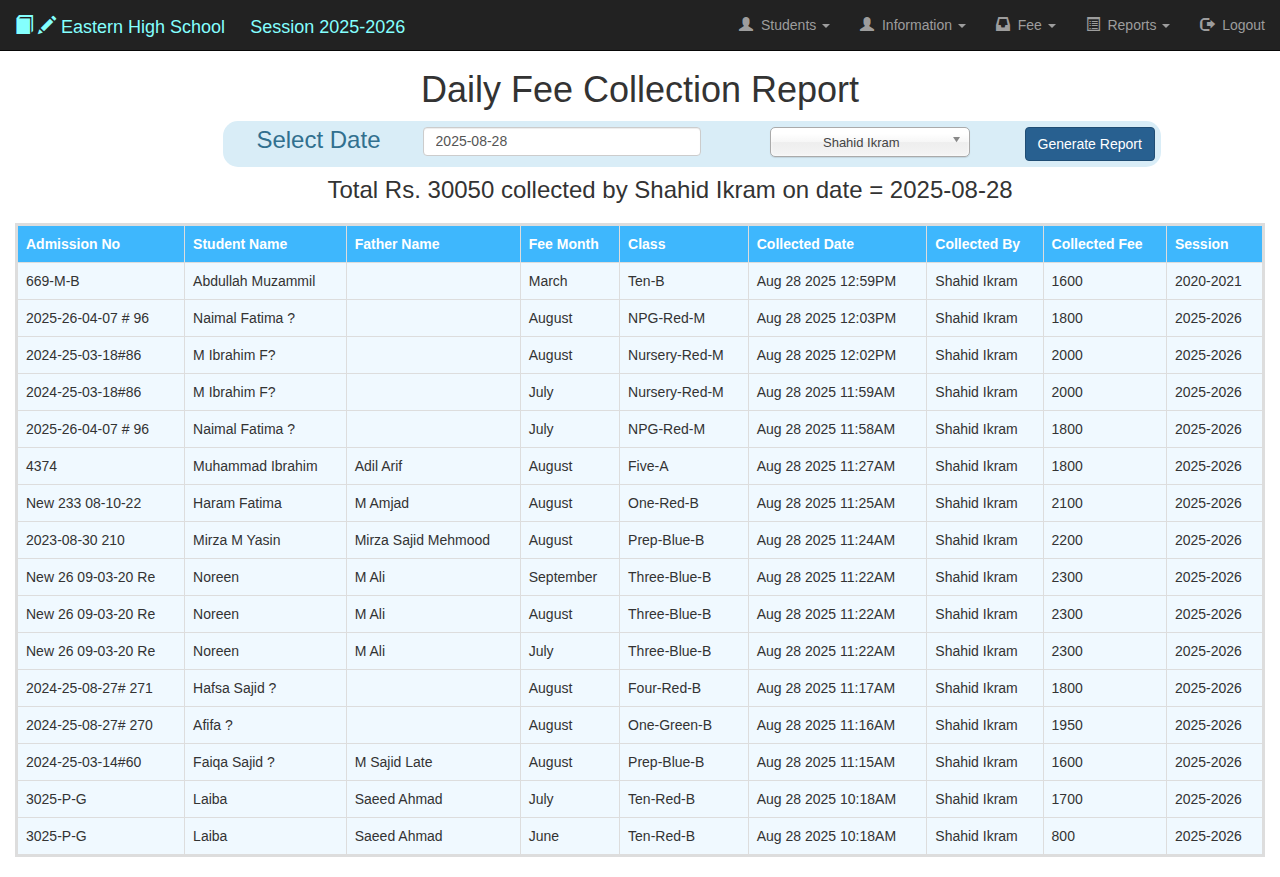 Eastern High School Session 2025-2026 Students Information Fee Reports Logout
Daily Fee Collection Report
Select Date 2025-08-28 Shahid Ikram Generate Report
Total Rs. 30050 collected by Shahid Ikram on date = 2025-08-28
Admission No Student Name Father Name Fee Month Class Collected Date Collected By Collected Fee Session
669-M-B Abdullah Muzammil March Ten-B Aug 28 2025 12:59PM Shahid Ikram 1600 2020-2021
2025-26-04-07 # 96 Naimal Fatima ? August NPG-Red-M Aug 28 2025 12:03PM Shahid Ikram 1800 2025-2026
2024-25-03-18#86 M Ibrahim F? August Nursery-Red-M Aug 28 2025 12:02PM Shahid Ikram 2000 2025-2026
2024-25-03-18#86 M Ibrahim F? July Nursery-Red-M Aug 28 2025 11:59AM Shahid Ikram 2000 2025-2026
2025-26-04-07 # 96 Naimal Fatima ? July NPG-Red-M Aug 28 2025 11:58AM Shahid Ikram 1800 2025-2026
4374 Muhammad Ibrahim Adil Arif August Five-A Aug 28 2025 11:27AM Shahid Ikram 1800 2025-2026
New 233 08-10-22 Haram Fatima M Amjad August One-Red-B Aug 28 2025 11:25AM Shahid Ikram 2100 2025-2026
2023-08-30 210 Mirza M Yasin Mirza Sajid Mehmood August Prep-Blue-B Aug 28 2025 11:24AM Shahid Ikram 2200 2025-2026
New 26 09-03-20 Re Noreen M Ali September Three-Blue-B Aug 28 2025 11:22AM Shahid Ikram 2300 2025-2026
New 26 09-03-20 Re Noreen M Ali August Three-Blue-B Aug 28 2025 11:22AM Shahid Ikram 2300 2025-2026
New 26 09-03-20 Re Noreen M Ali July Three-Blue-B Aug 28 2025 11:22AM Shahid Ikram 2300 2025-2026
2024-25-08-27# 271 Hafsa Sajid ? August Four-Red-B Aug 28 2025 11:17AM Shahid Ikram 1800 2025-2026
2024-25-08-27# 270 Afifa ? August One-Green-B Aug 28 2025 11:16AM Shahid Ikram 1950 2025-2026
2024-25-03-14#60 Faiqa Sajid ? M Sajid Late August Prep-Blue-B Aug 28 2025 11:15AM Shahid Ikram 1600 2025-2026
3025-P-G Laiba Saeed Ahmad July Ten-Red-B Aug 28 2025 10:18AM Shahid Ikram 1700 2025-2026
3025-P-G Laiba Saeed Ahmad June Ten-Red-B Aug 28 2025 10:18AM Shahid Ikram 800 2025-2026